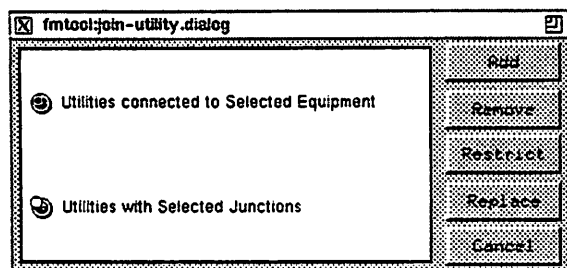 fmtool:join-utility.dialog
Utilities connected to Selected Equipment
Utilities with Selected Junctions
Add
Remove
Restrict
Replace
Cancel